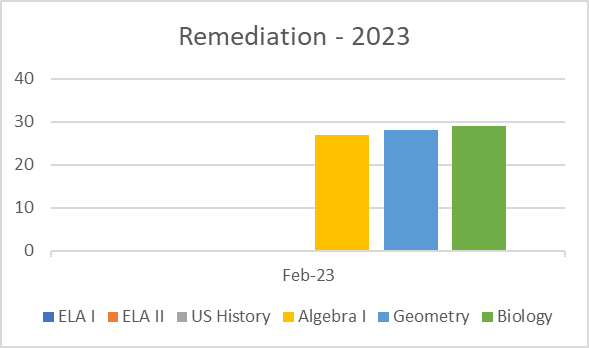 Remediation - 2023
40
30
20
10
0
Feb-23
ELA I ELA II US History Algebra I Geometry Biology